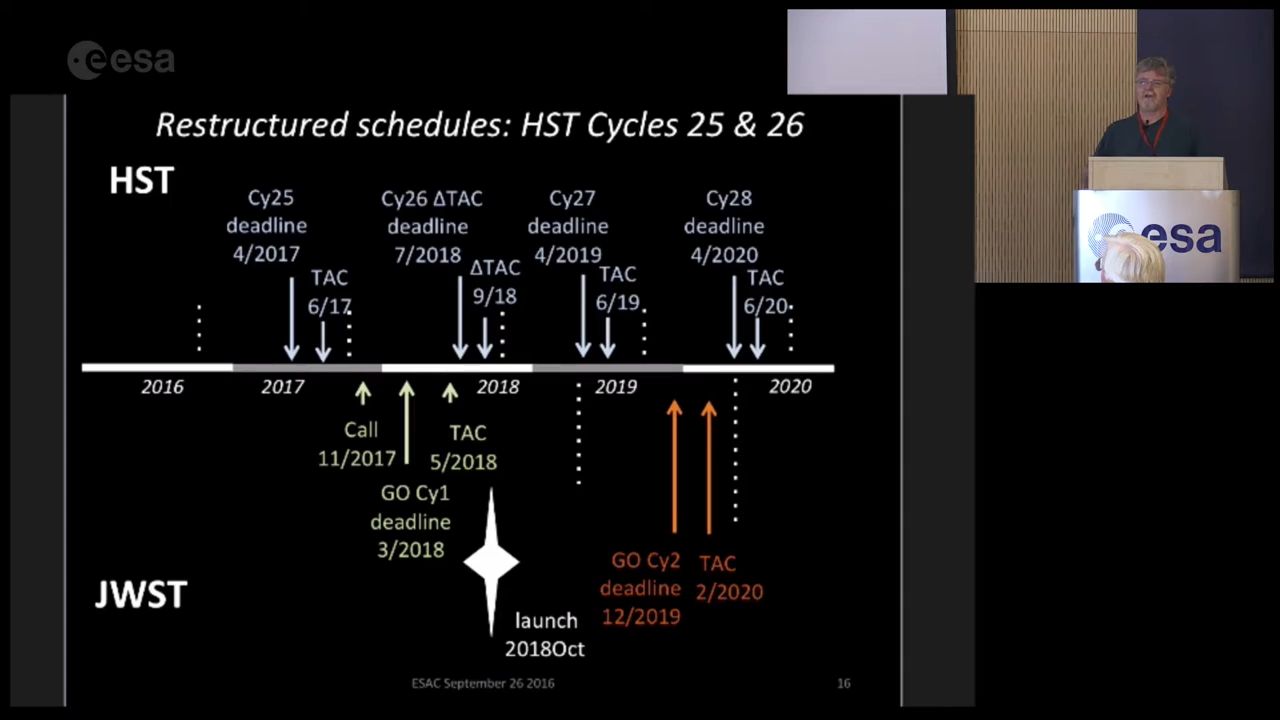 esa
Restructured schedules: HST Cycles 25 & 26
HST
Cy25
deadline
4/2017
TAC
6/17
Cy26 ΔTAC
deadline
7/2018
ΔTAC
9/18
Cy27
deadline
4/2019
TAC
6/19
Cy28
deadline
4/2020
TAC
6/20
2016
2017
2018
2019
2020
Call
11/2017
GO Cy1
deadline
3/2018
TAC
5/2018
JWST
launch
2018Oct
GO Cy2
deadline
12/2019
TAC
2/2020
ESAC September 26 2016
16
esa